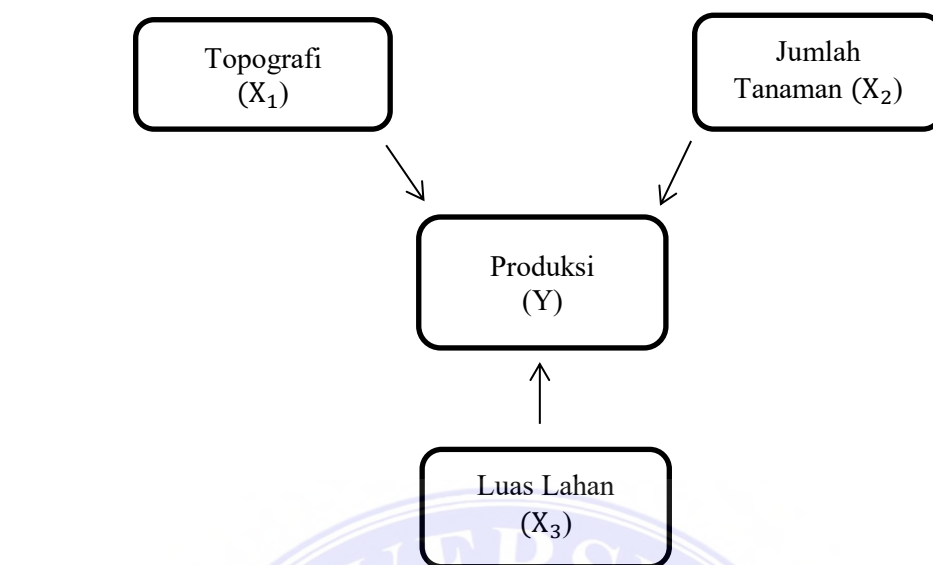 Topografi
(X₁)
Jumlah
Tanaman (X₂)
Produksi
(Y)
Luas Lahan
(X₃)